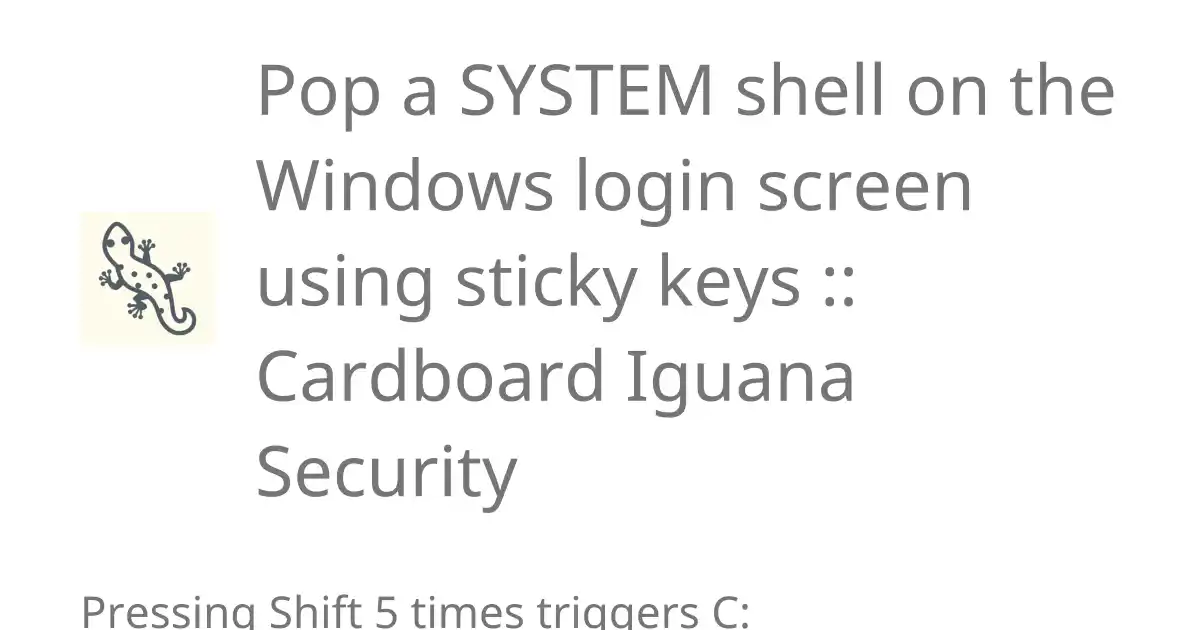 Pop a SYSTEM shell on the
Windows login screen
using sticky keys ::
Cardboard Iguana
Security
Pressing Shift 5 times triggers C: